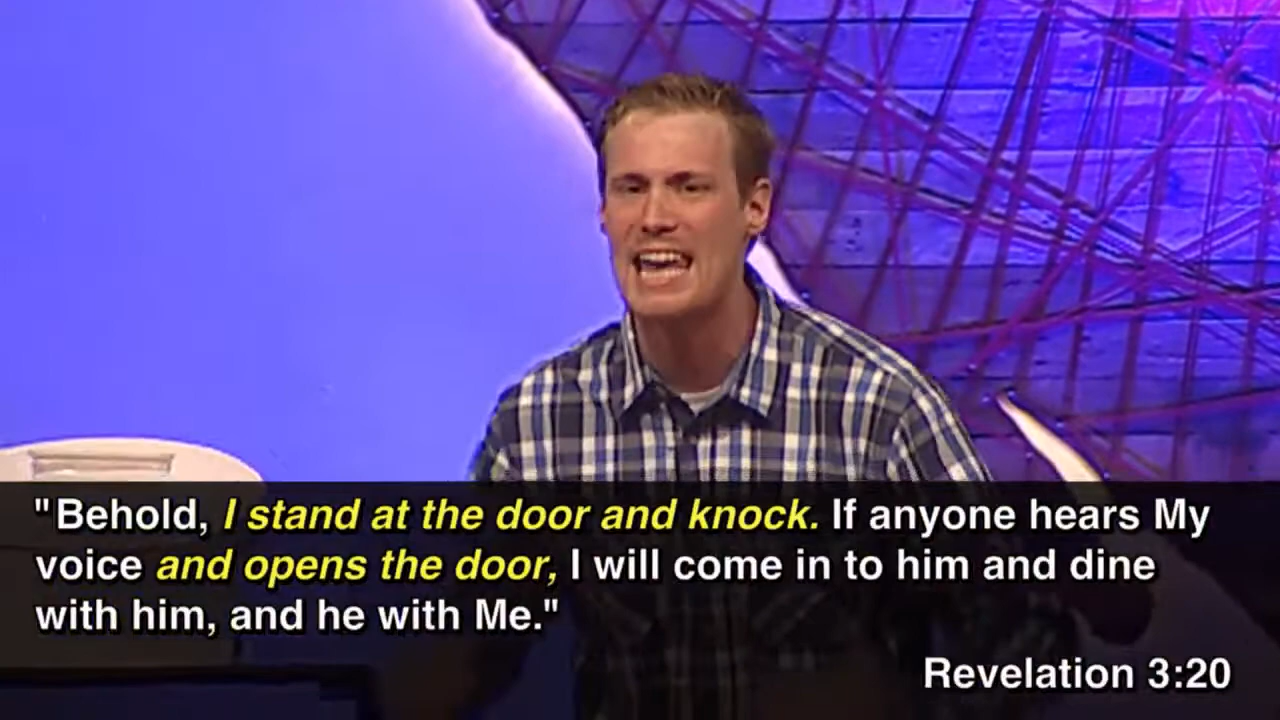 "Behold, I stand at the door and knock. If anyone hears My
voice and opens the door, I will come in to him and dine
with him, and he with Me."
Revelation 3:20